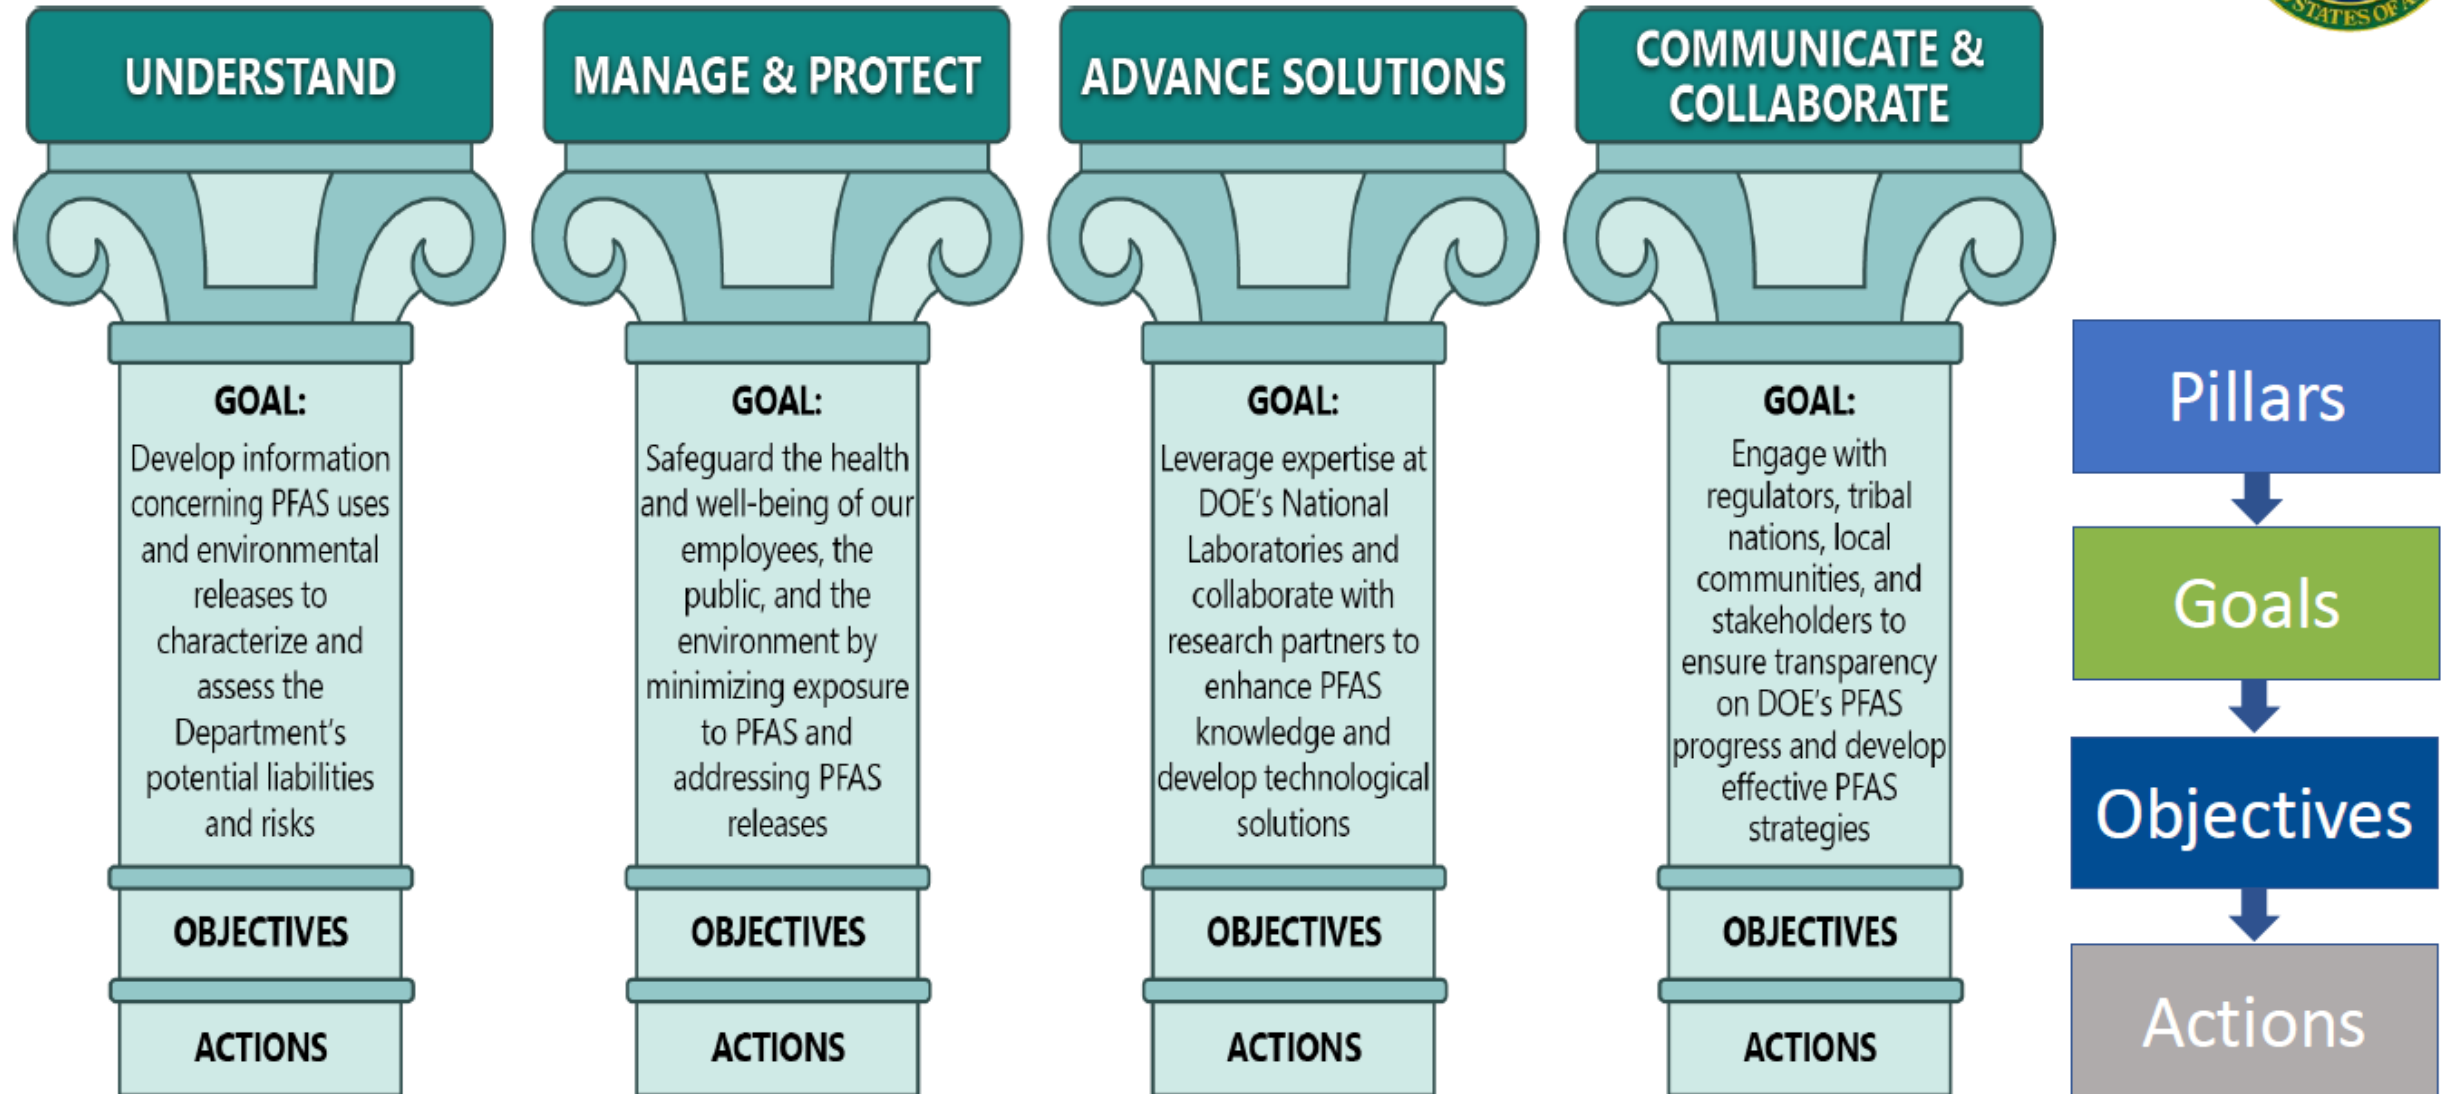 UNDERSTAND
GOAL:
Develop information
concerning PFAS uses
and environmental
releases to
characterize and
assess the
Department's
potential liabilities
and risks
OBJECTIVES
ACTIONS
MANAGE & PROTECT
GOAL:
Safeguard the health
and well-being of our
employees, the
public, and the
environment by
minimizing exposure
to PFAS and
addressing PFAS
releases
OBJECTIVES
ACTIONS
ADVANCE SOLUTIONS
GOAL:
Leverage expertise at
DOE's National
Laboratories and
collaborate with
research partners to
enhance PFAS
knowledge and
develop technological
solutions
OBJECTIVES
ACTIONS
COMMUNICATE &
COLLABORATE
GOAL:
Engage with
regulators, tribal
nations, local
communities, and
stakeholders to
ensure transparency
on DOE's PFAS
progress and develop
effective PFAS
strategies
OBJECTIVES
ACTIONS
STATES OF
Pillars
Goals
Objectives
Actions